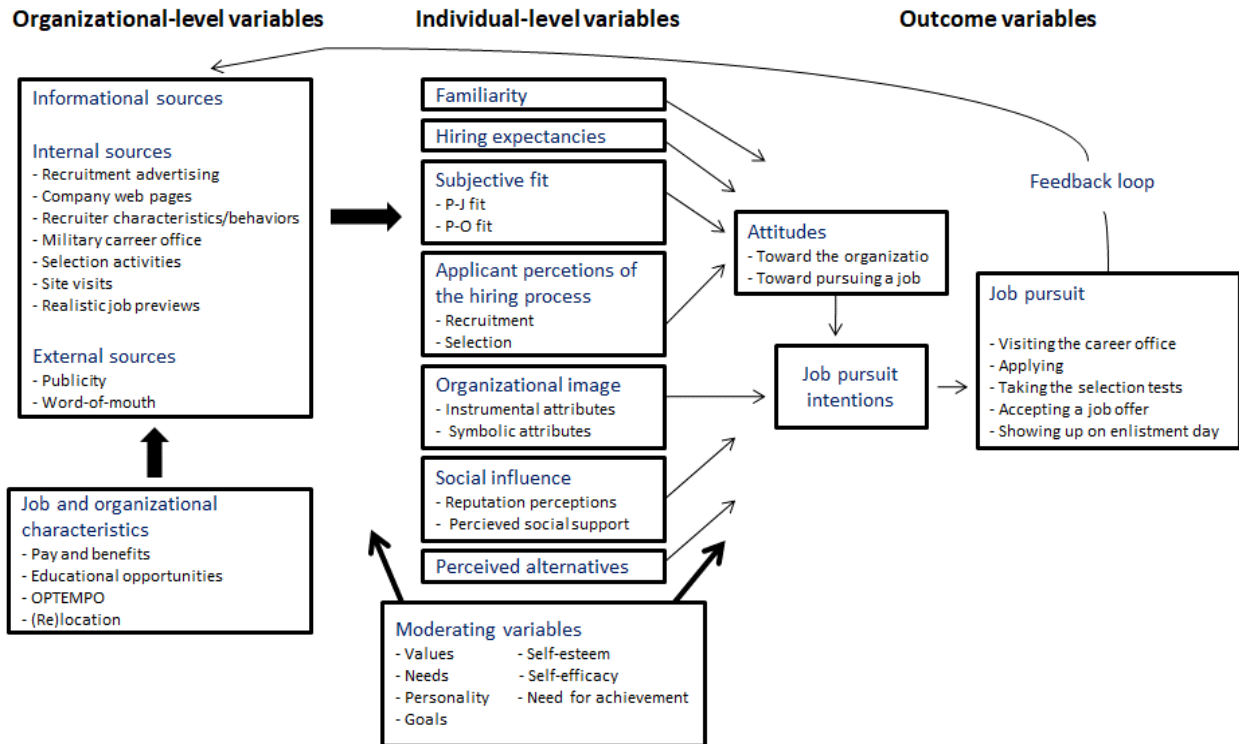 Organizational-level variables
Individual-level variables
Outcome variables
Informational sources
Internal sources
- Recruitment advertising
- Company web pages
- Recruiter characteristics/behaviors
- Military carreer office
- Selection activities
- Site visits
- Realistic job previews
External sources
- Publicity
- Word-of-mouth
Job and organizational
characteristics
- Pay and benefits
- Educational opportunities
- OPTEMPO
- (Re)location
Familiarity
Hiring expectancies
Subjective fit
- P-J fit
- P-O fit
Applicant percetions of
the hiring process
- Recruitment
- Selection
Organizational image
- Instrumental attributes
- Symbolic attributes
Social influence
- Reputation perceptions
- Percieved social support
Perceived alternatives
Moderating variables
- Values
- Needs
- Personality
- Goals
- Self-esteem
- Self-efficacy
- Need for achievement
Attitudes
- Toward the organizatio
- Toward pursuing a job
Job pursuit
intentions
Feedback loop
Job pursuit
- Visiting the career office
- Applying
- Taking the selection tests
- Accepting a job offer
- Showing up on enlistment day